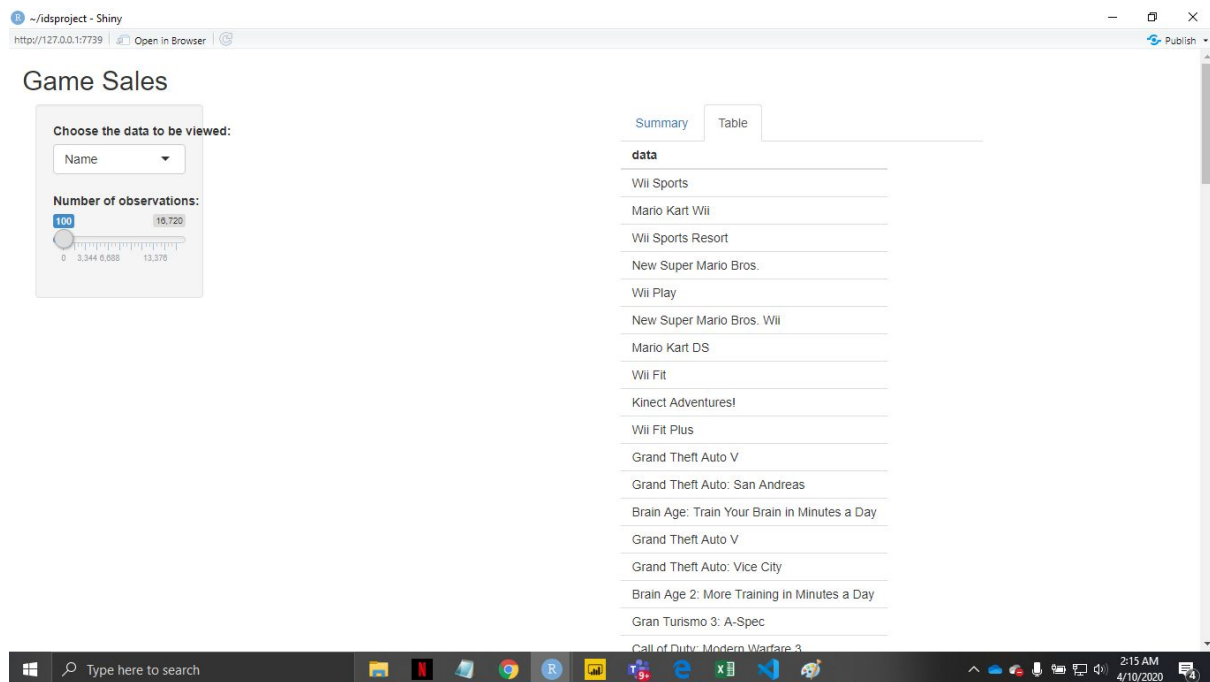 ~/idsproject - Shiny
http://127.0.0.1:7739 Open in Browser Publish
Game Sales
Choose the data to be viewed:
Name
Number of observations:
100 16,720
0 3,344 6,688 13,376
Summary Table
data
Wii Sports
Mario Kart Wii
Wii Sports Resort
New Super Mario Bros.
Wii Play
New Super Mario Bros. Wii
Mario Kart DS
Wii Fit
Kinect Adventures!
Wii Fit Plus
Grand Theft Auto V
Grand Theft Auto: San Andreas
Brain Age: Train Your Brain in Minutes a Day
Grand Theft Auto V
Grand Theft Auto: Vice City
Brain Age 2: More Training in Minutes a Day
Gran Turismo 3: A-Spec
Call of Duty: Modern Warfare 3
Type here to search
2:15 AM
4/10/2020